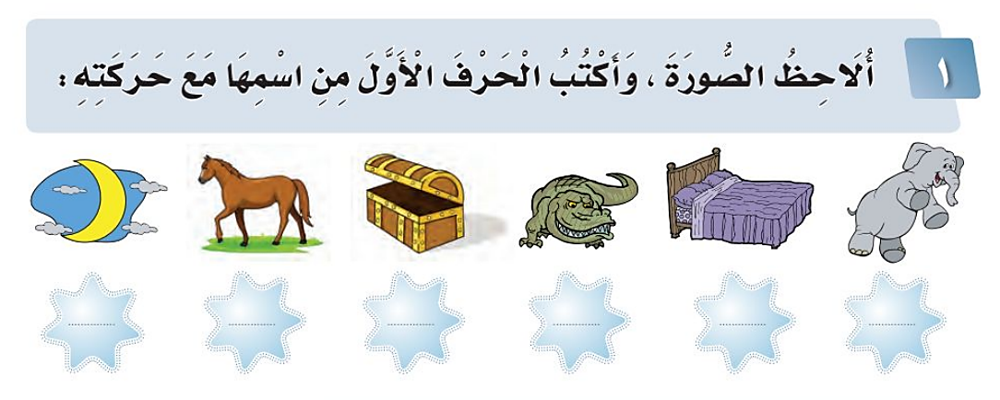 ١
أُلَاحِظُ الصُّورَةَ ، وَأَكْتُبُ الْحَرْفَ الْأَوَّلَ مِنِ اسْمِهَا مَعَ حَرَكَتِهِ :